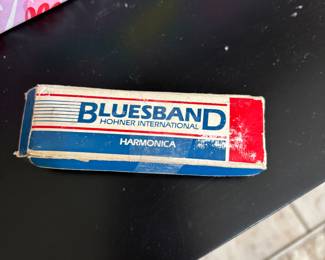 BLUESBAND
HOHNER INTERNATIONAL
HARMONICA